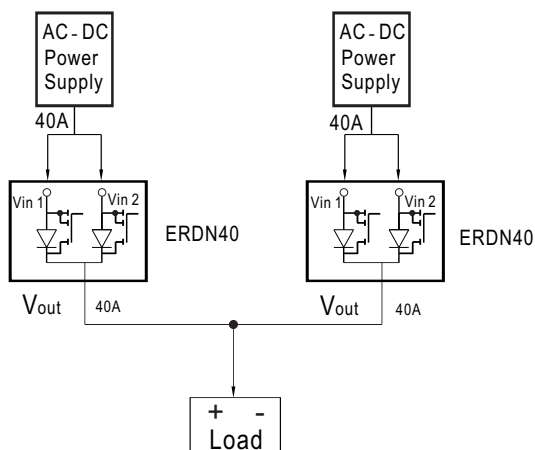 AC - DC
Power
Supply
AC - DC
Power
Supply
40A
40A
Vin 1
Vin 2
ERDN40
Vin 1
Vin 2
ERDN40
Vout
40A
Vout
40A
+ -
Load